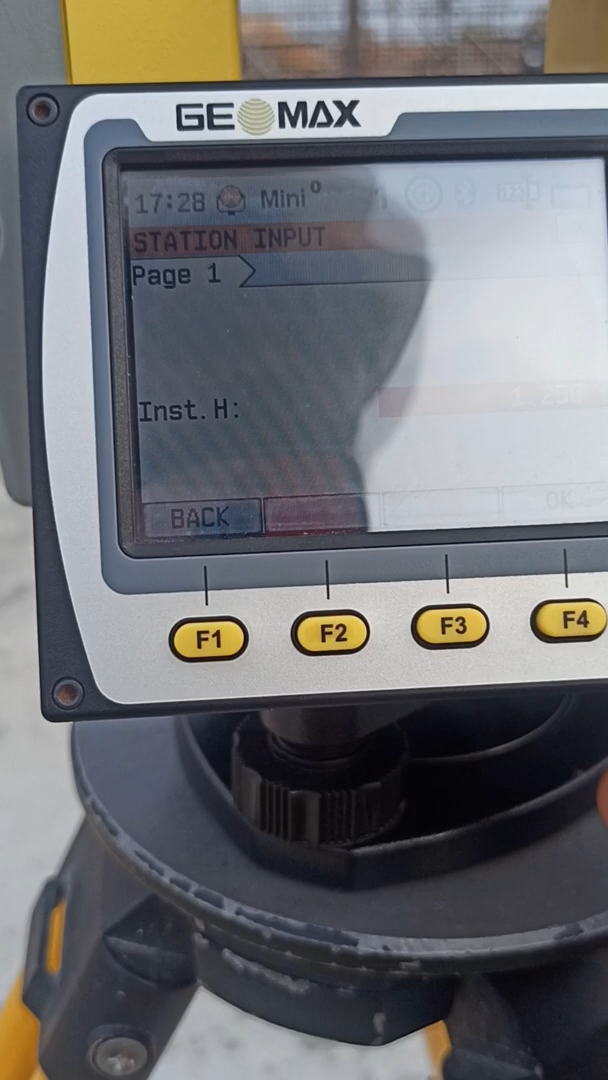 GEOMAX
17:28 Mini°
STATION INPUT
Page 1
Inst.H:
BACK OK
F1 F2 F3 F4